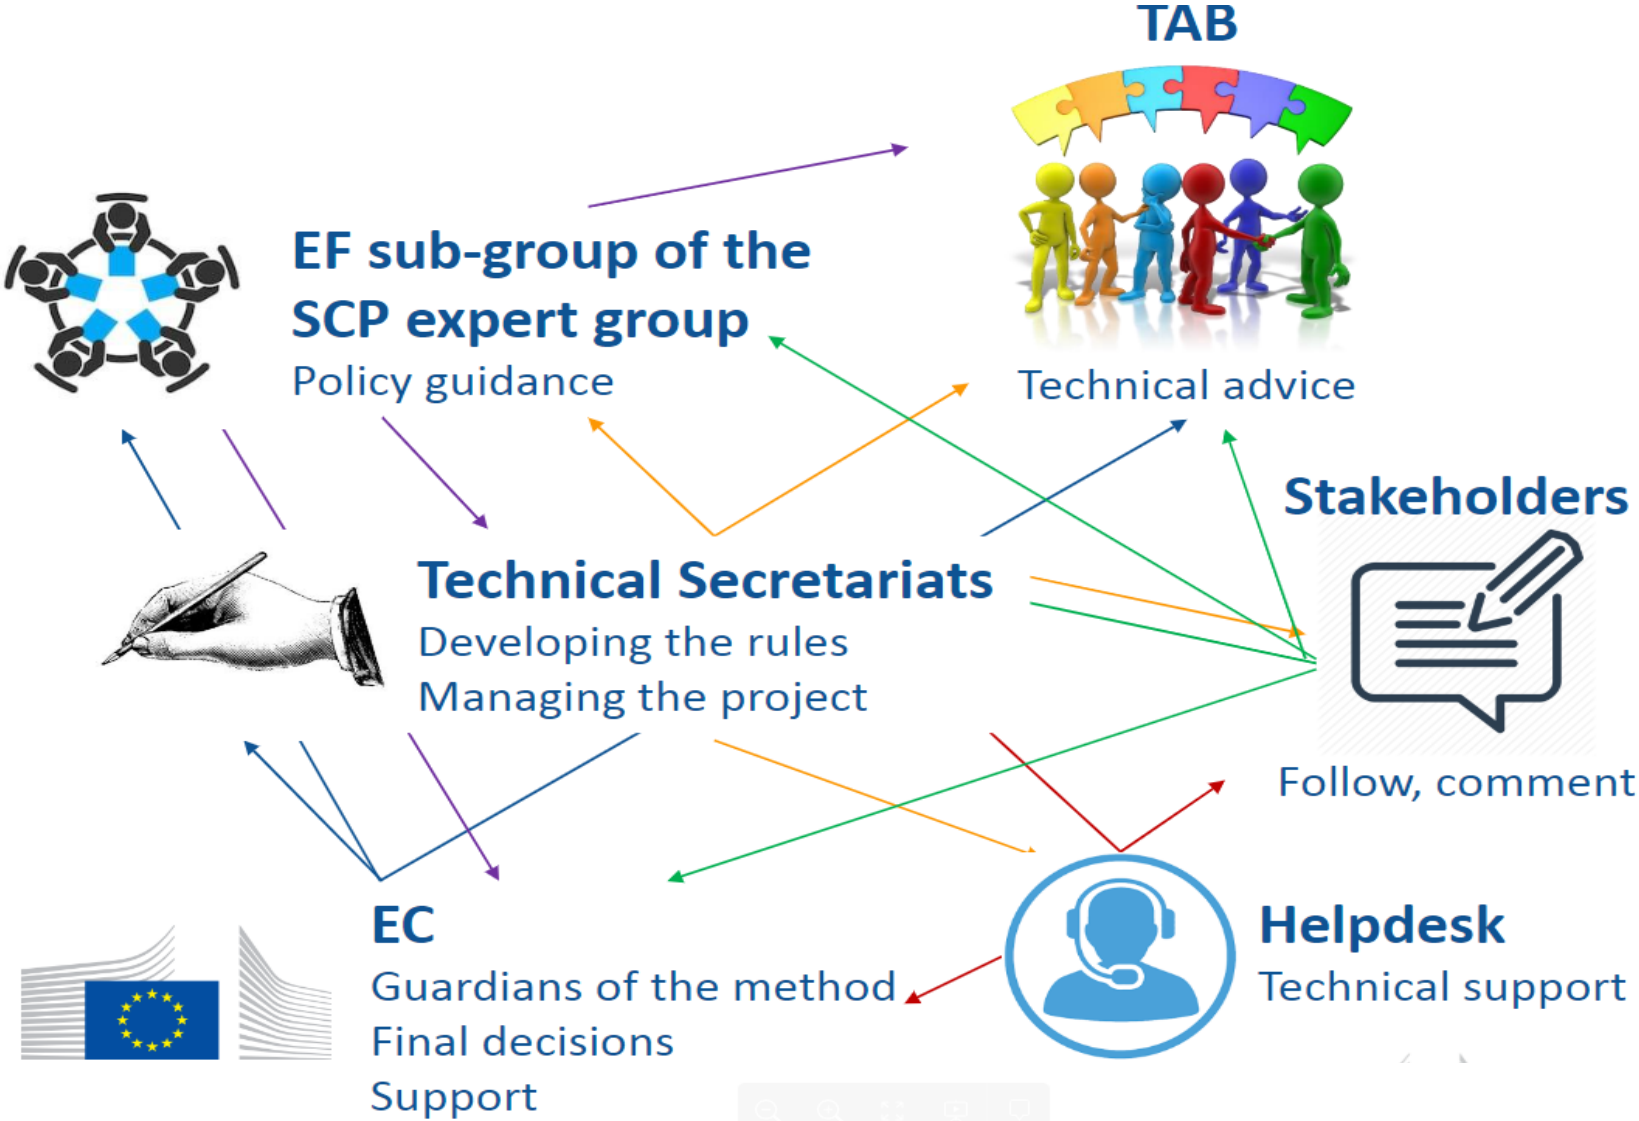 TAB
EF sub-group of the
SCP expert group
Policy guidance
Technical advice
Stakeholders
Technical Secretariats
Developing the rules
Managing the project
Follow, comment
EC
Guardians of the method
Final decisions
Support
Helpdesk
Technical support